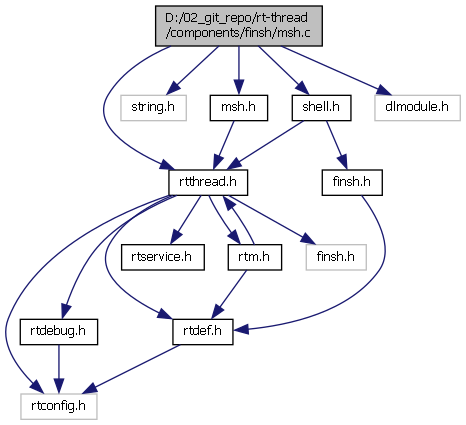 D:/02_git_repo/rt-thread
/components/finsh/msh.c
string.h
msh.h
shell.h
dlmodule.h
rtthread.h
finsh.h
rtservice.h
rtm.h
finsh.h
rtdebug.h
rtdef.h
rtconfig.h